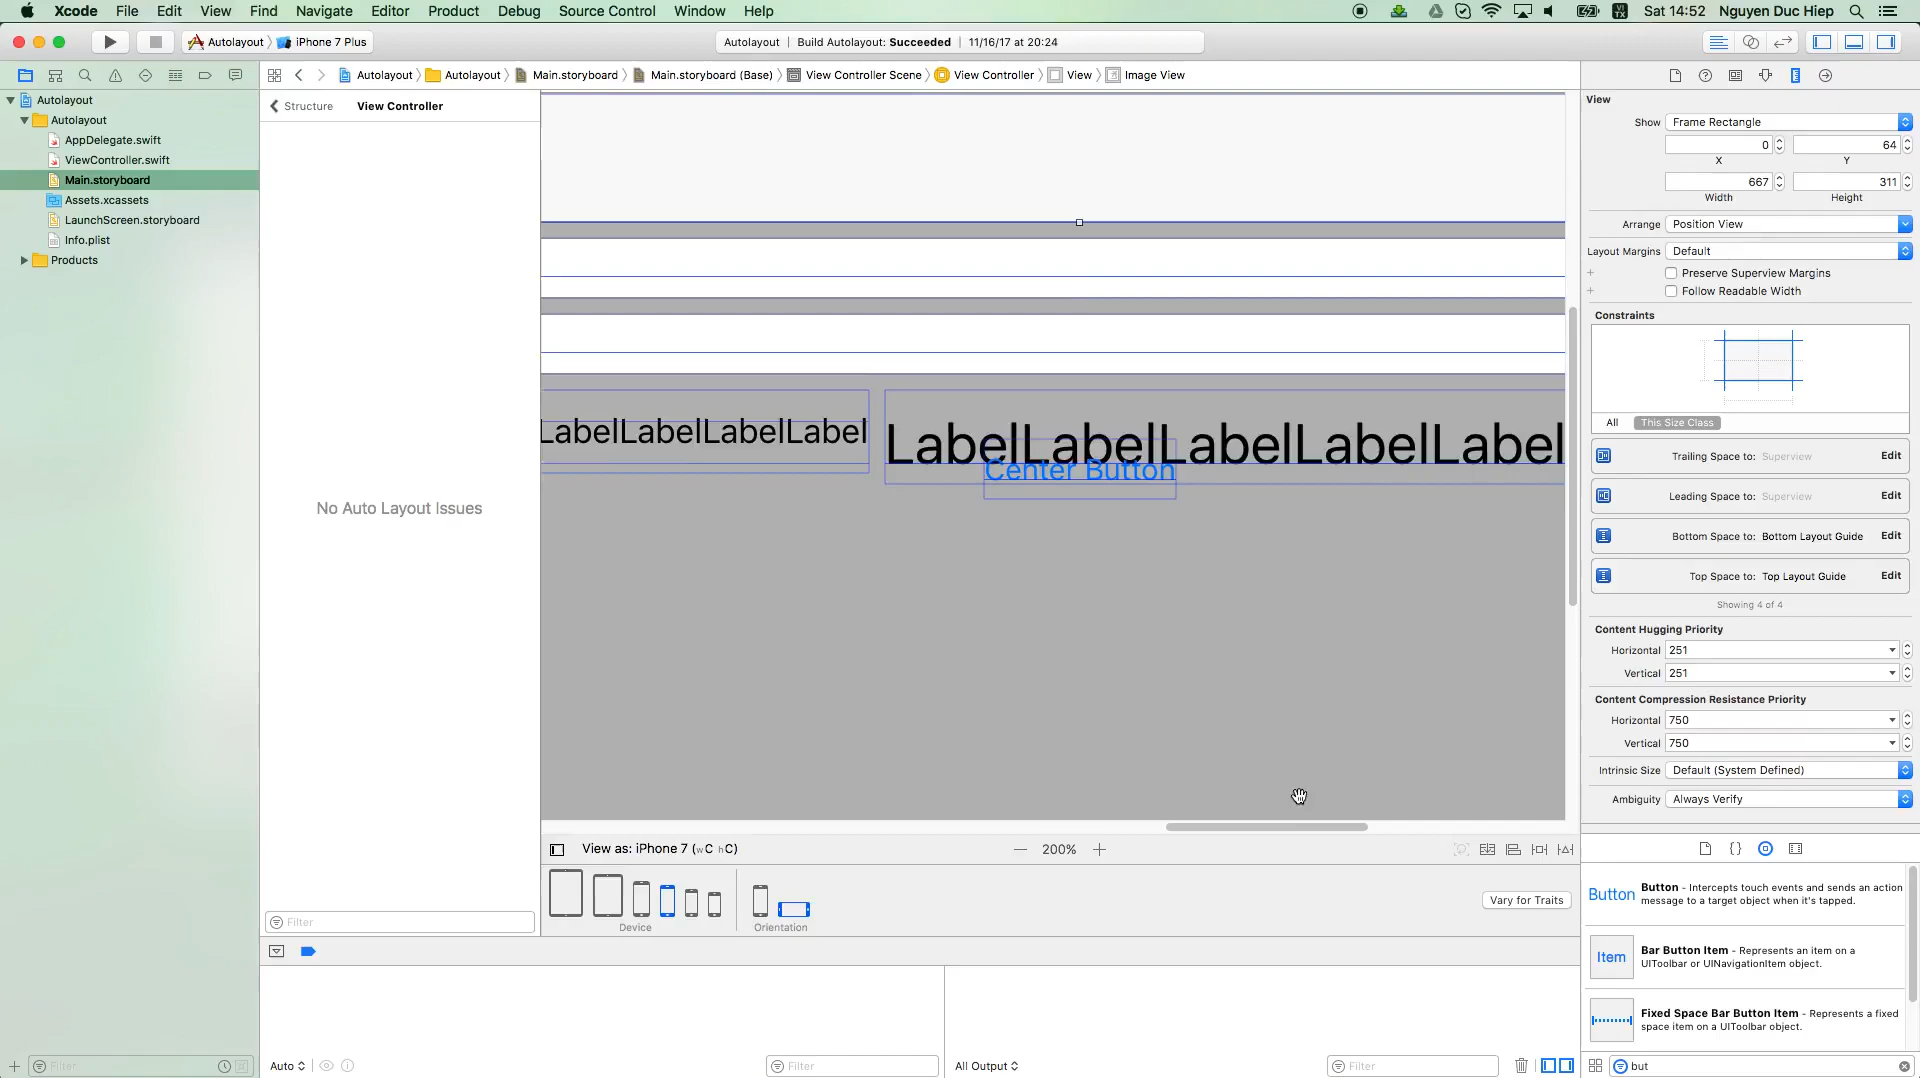 Xcode File Edit View Find Navigate Editor Product Debug Source Control Window Help
Sat 14:52 Nguyen Duc Hiep
Autolayout iPhone 7 Plus
Autolayout | Build Autolayout: Succeeded | 11/16/17 at 20:24
Autolayout Autolayout Main.storyboard Main.storyboard (Base) View Controller Scene View Controller View Image View
Autolayout
Autolayout
AppDelegate.swift
ViewController.swift
Main.storyboard
Assets.xcassets
LaunchScreen.storyboard
Info.plist
Products
Filter
Structure View Controller
No Auto Layout Issues
Filter
LabelLabelLabelLabel
LabelLabelLabelLabelLabel
Center Button
View as: iPhone 7 (wC hC)
200%
Device
Orientation
Vary for Traits
Auto
Filter
All Output
Filter
View
Show Frame Rectangle
0 64
X Y
667 311
Width Height
Arrange Position View
Layout Margins Default
Preserve Superview Margins
Follow Readable Width
Constraints
All This Size Class
Trailing Space to: Superview Edit
Leading Space to: Superview Edit
Bottom Space to: Bottom Layout Guide Edit
Top Space to: Top Layout Guide Edit
Showing 4 of 4
Content Hugging Priority
Horizontal 251
Vertical 251
Content Compression Resistance Priority
Horizontal 750
Vertical 750
Intrinsic Size Default (System Defined)
Ambiguity Always Verify
Button Button - Intercepts touch events and sends an action
message to a target object when it's tapped.
Item Bar Button Item - Represents an item on a
UIToolbar or UINavigationItem object.
Fixed Space Bar Button Item - Represents a fixed
space item on a UIToolbar object.
but